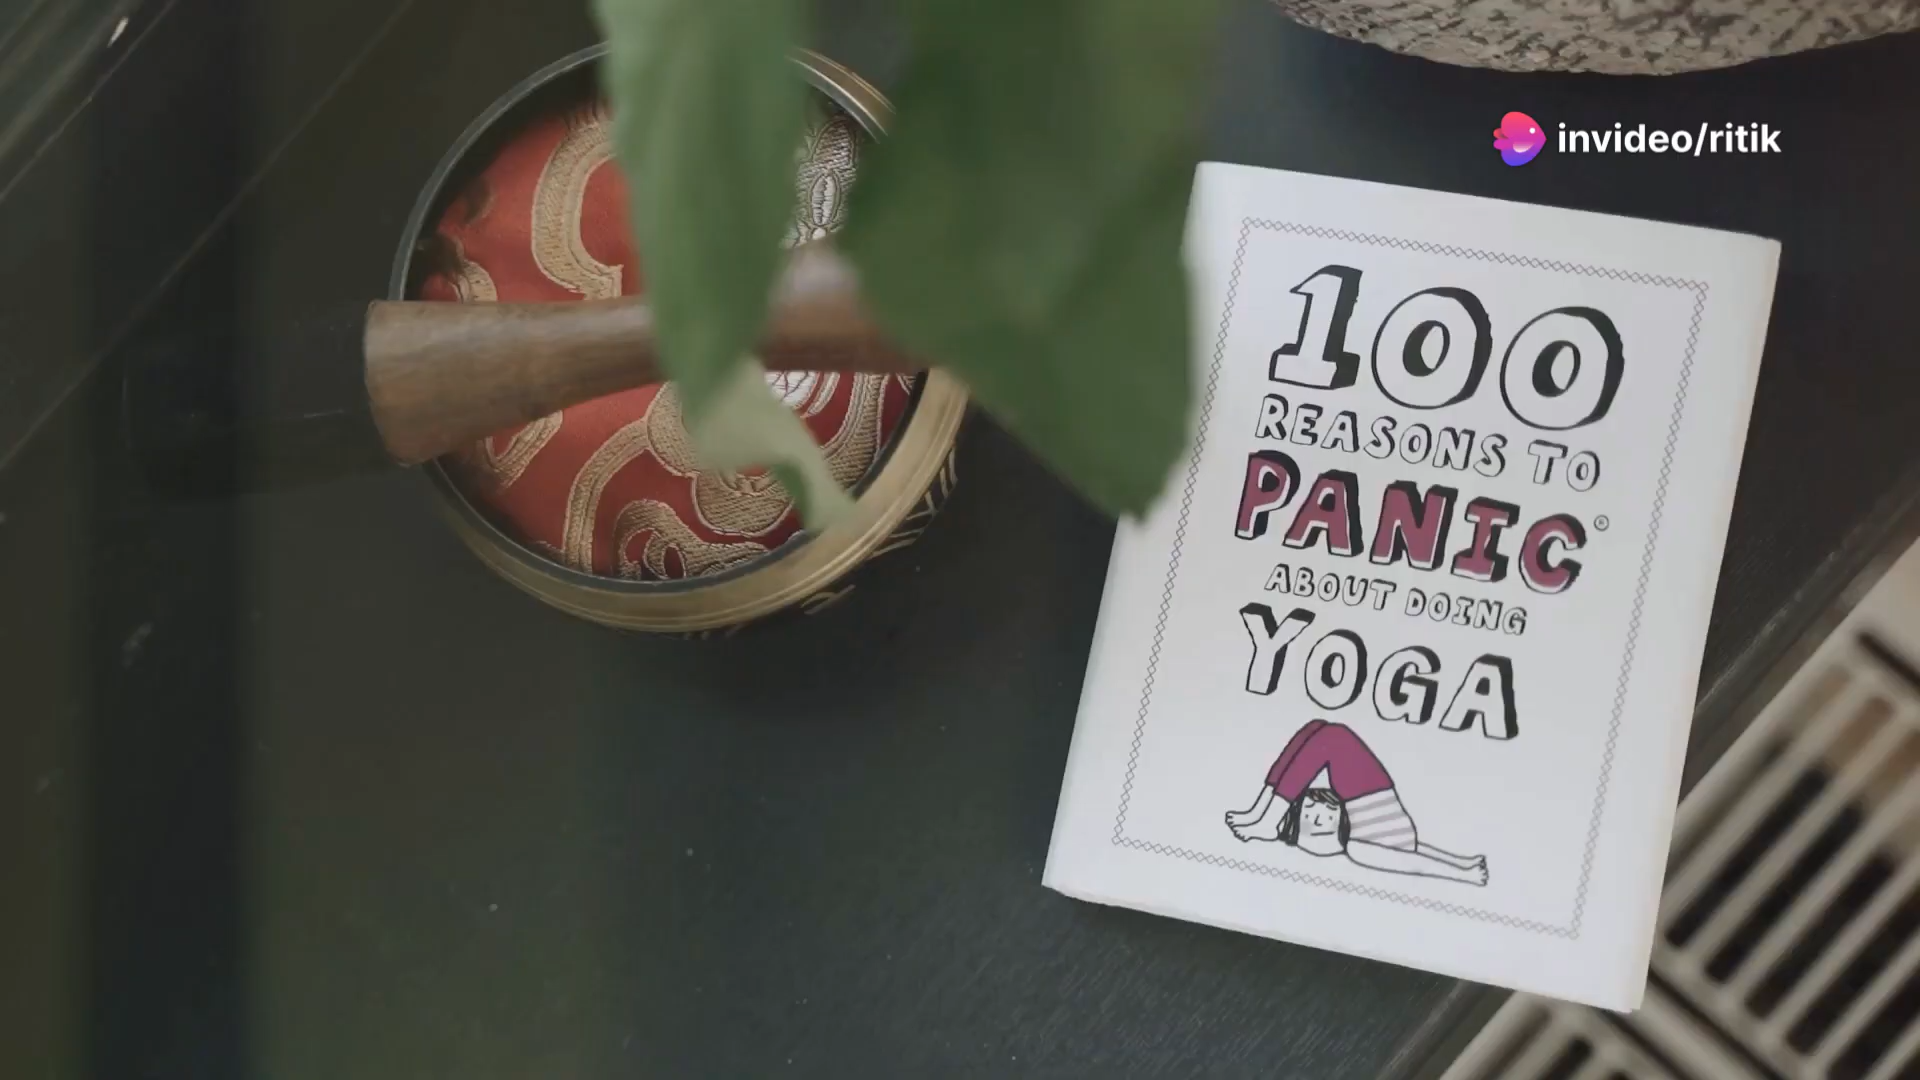 invideo/ritik
100
REASONS TO
PANIC®
ABOUT DOING
YOGA